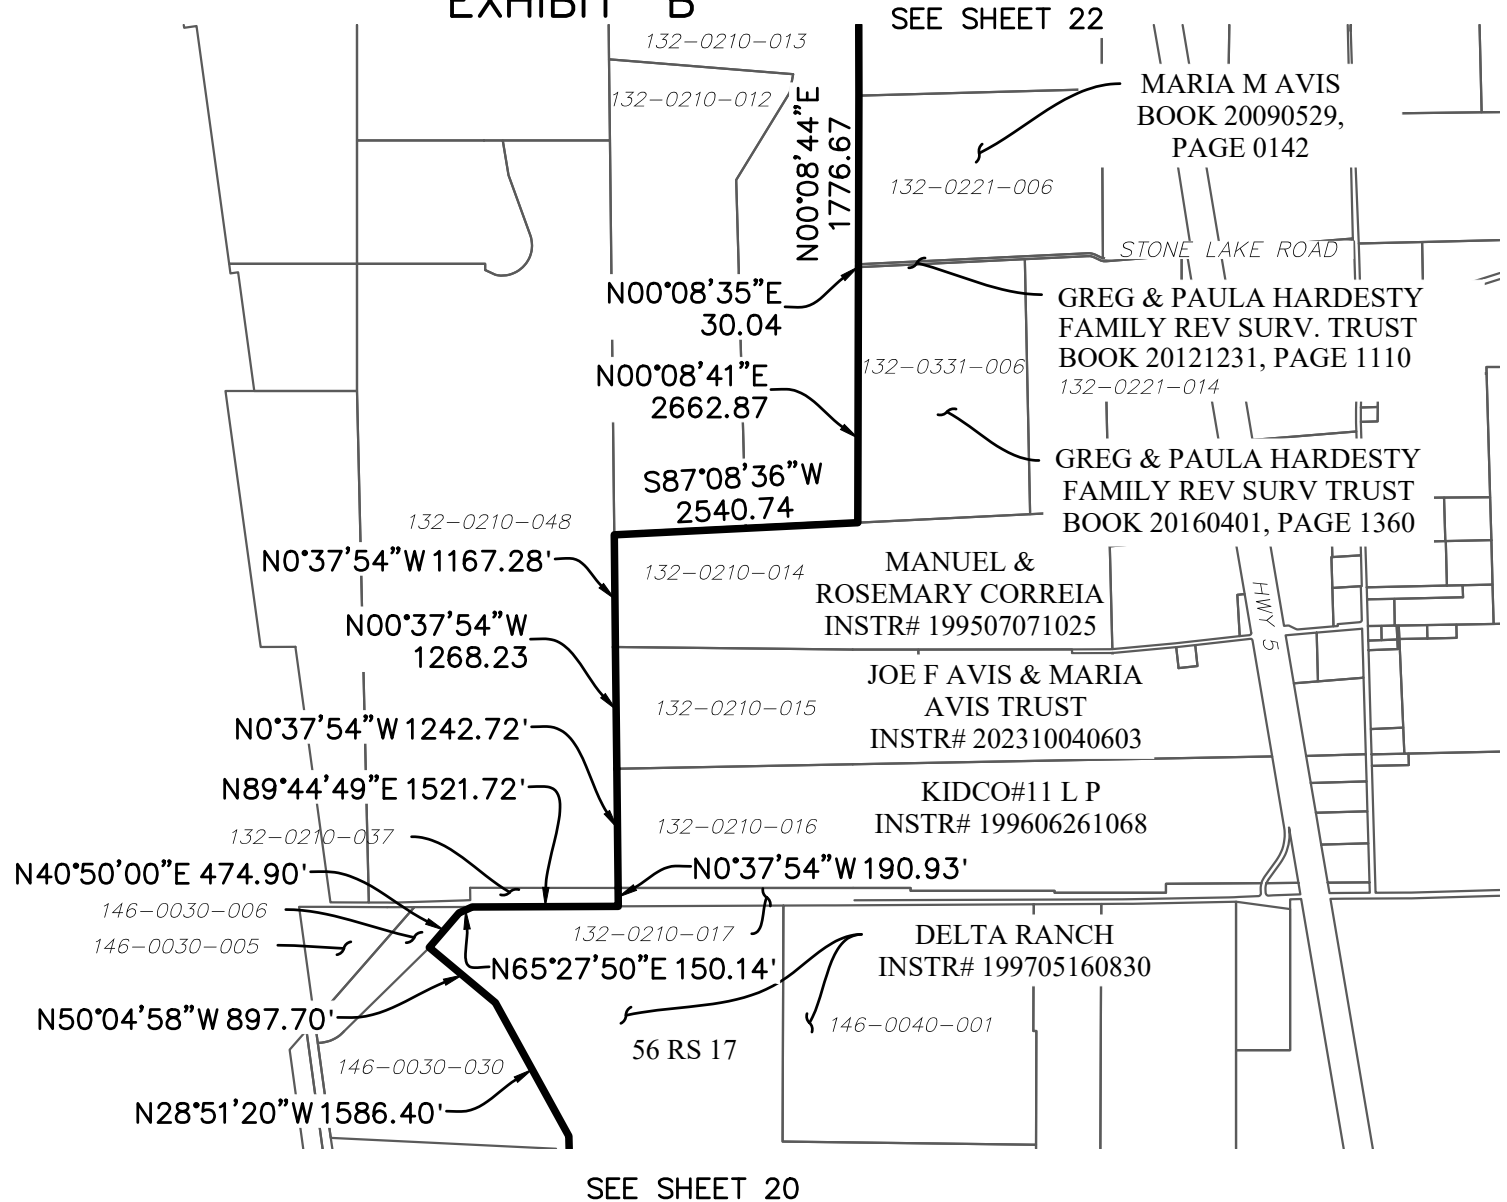 EXHIBIT "B"
SEE SHEET 22
132-0210-013
132-0210-012
N00°08'44"E
1776.67
MARIA M AVIS
BOOK 20090529,
PAGE 0142
132-0221-006
STONE LAKE ROAD
N00°08'35"E
30.04
GREG & PAULA HARDESTY
FAMILY REV SURV. TRUST
BOOK 20121231, PAGE 1110
132-0221-014
132-0331-006
N00°08'41"E
2662.87
S87°08'36"W
2540.74
GREG & PAULA HARDESTY
FAMILY REV SURV TRUST
BOOK 20160401, PAGE 1360
132-0210-048
N0°37'54"W 1167.28'
132-0210-014
MANUEL &
ROSEMARY CORREIA
INSTR# 199507071025
HWY 5
N00°37'54"W
1268.23
JOE F AVIS & MARIA
AVIS TRUST
INSTR# 202310040603
132-0210-015
N0°37'54"W 1242.72'
N89°44'49"E 1521.72'
KIDCO#11 L P
INSTR# 199606261068
132-0210-016
132-0210-037
N0°37'54"W 190.93'
N40°50'00"E 474.90'
146-0030-006
146-0030-005
132-0210-017
DELTA RANCH
INSTR# 199705160830
N65°27'50"E 150.14'
N50°04'58"W 897.70'
146-0040-001
56 RS 17
146-0030-030
N28°51'20"W 1586.40'
SEE SHEET 20